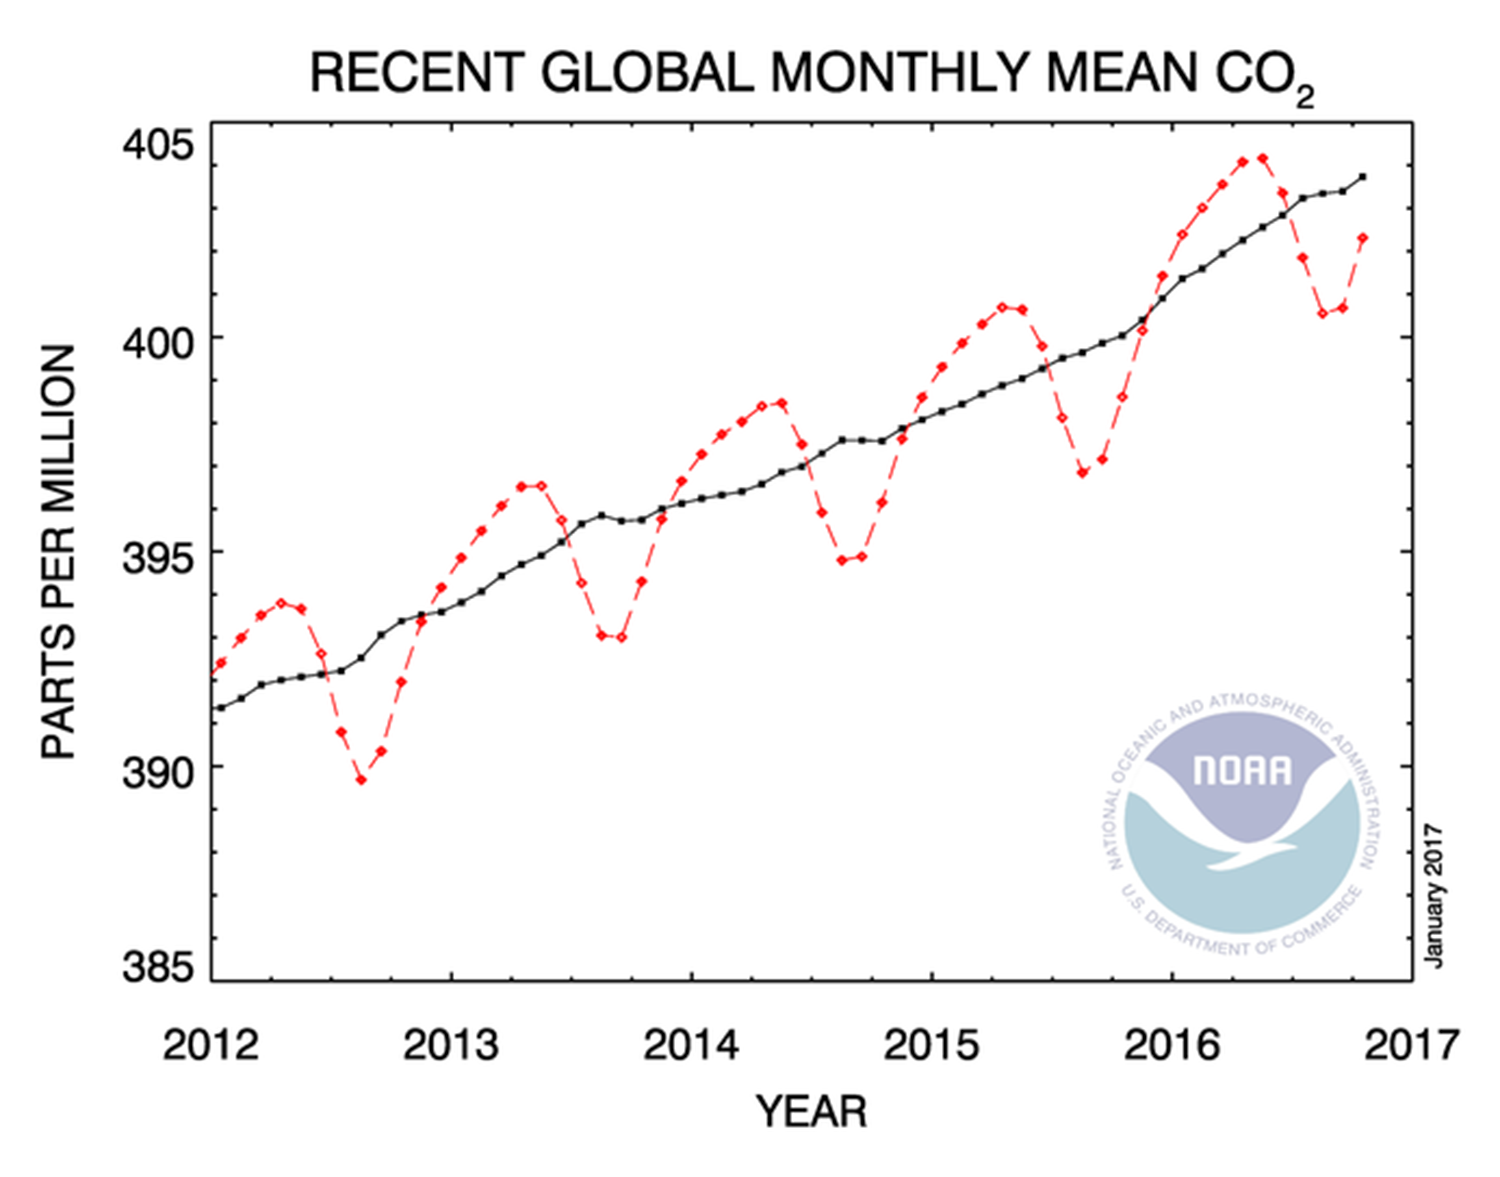 RECENT GLOBAL MONTHLY MEAN CO₂
405
400
395
390
385
PARTS PER MILLION
2012 2013 2014 2015 2016 2017
YEAR
NATIONAL OCEANIC AND ATMOSPHERIC ADMINISTRATION
NOAA
U.S. DEPARTMENT OF COMMERCE
January 2017